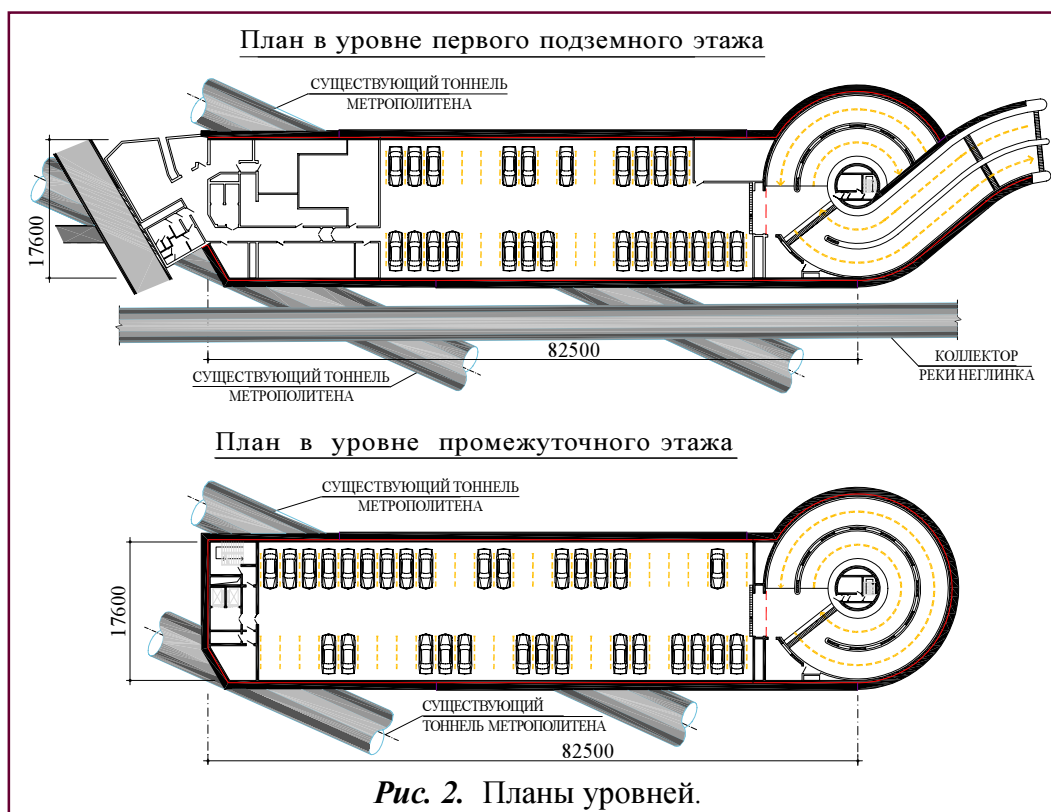 План в уровне первого подземного этажа
СУЩЕСТВУЮЩИЙ ТОННЕЛЬ
МЕТРОПОЛИТЕНА
17600
82500
СУЩЕСТВУЮЩИЙ ТОННЕЛЬ
МЕТРОПОЛИТЕНА
КОЛЛЕКТОР
РЕКИ НЕГЛИНКА
План в уровне промежуточного этажа
СУЩЕСТВУЮЩИЙ ТОННЕЛЬ
МЕТРОПОЛИТЕНА
17600
СУЩЕСТВУЮЩИЙ
ТОННЕЛЬ МЕТРОПОЛИТЕНА
82500
Рис. 2. Планы уровней.